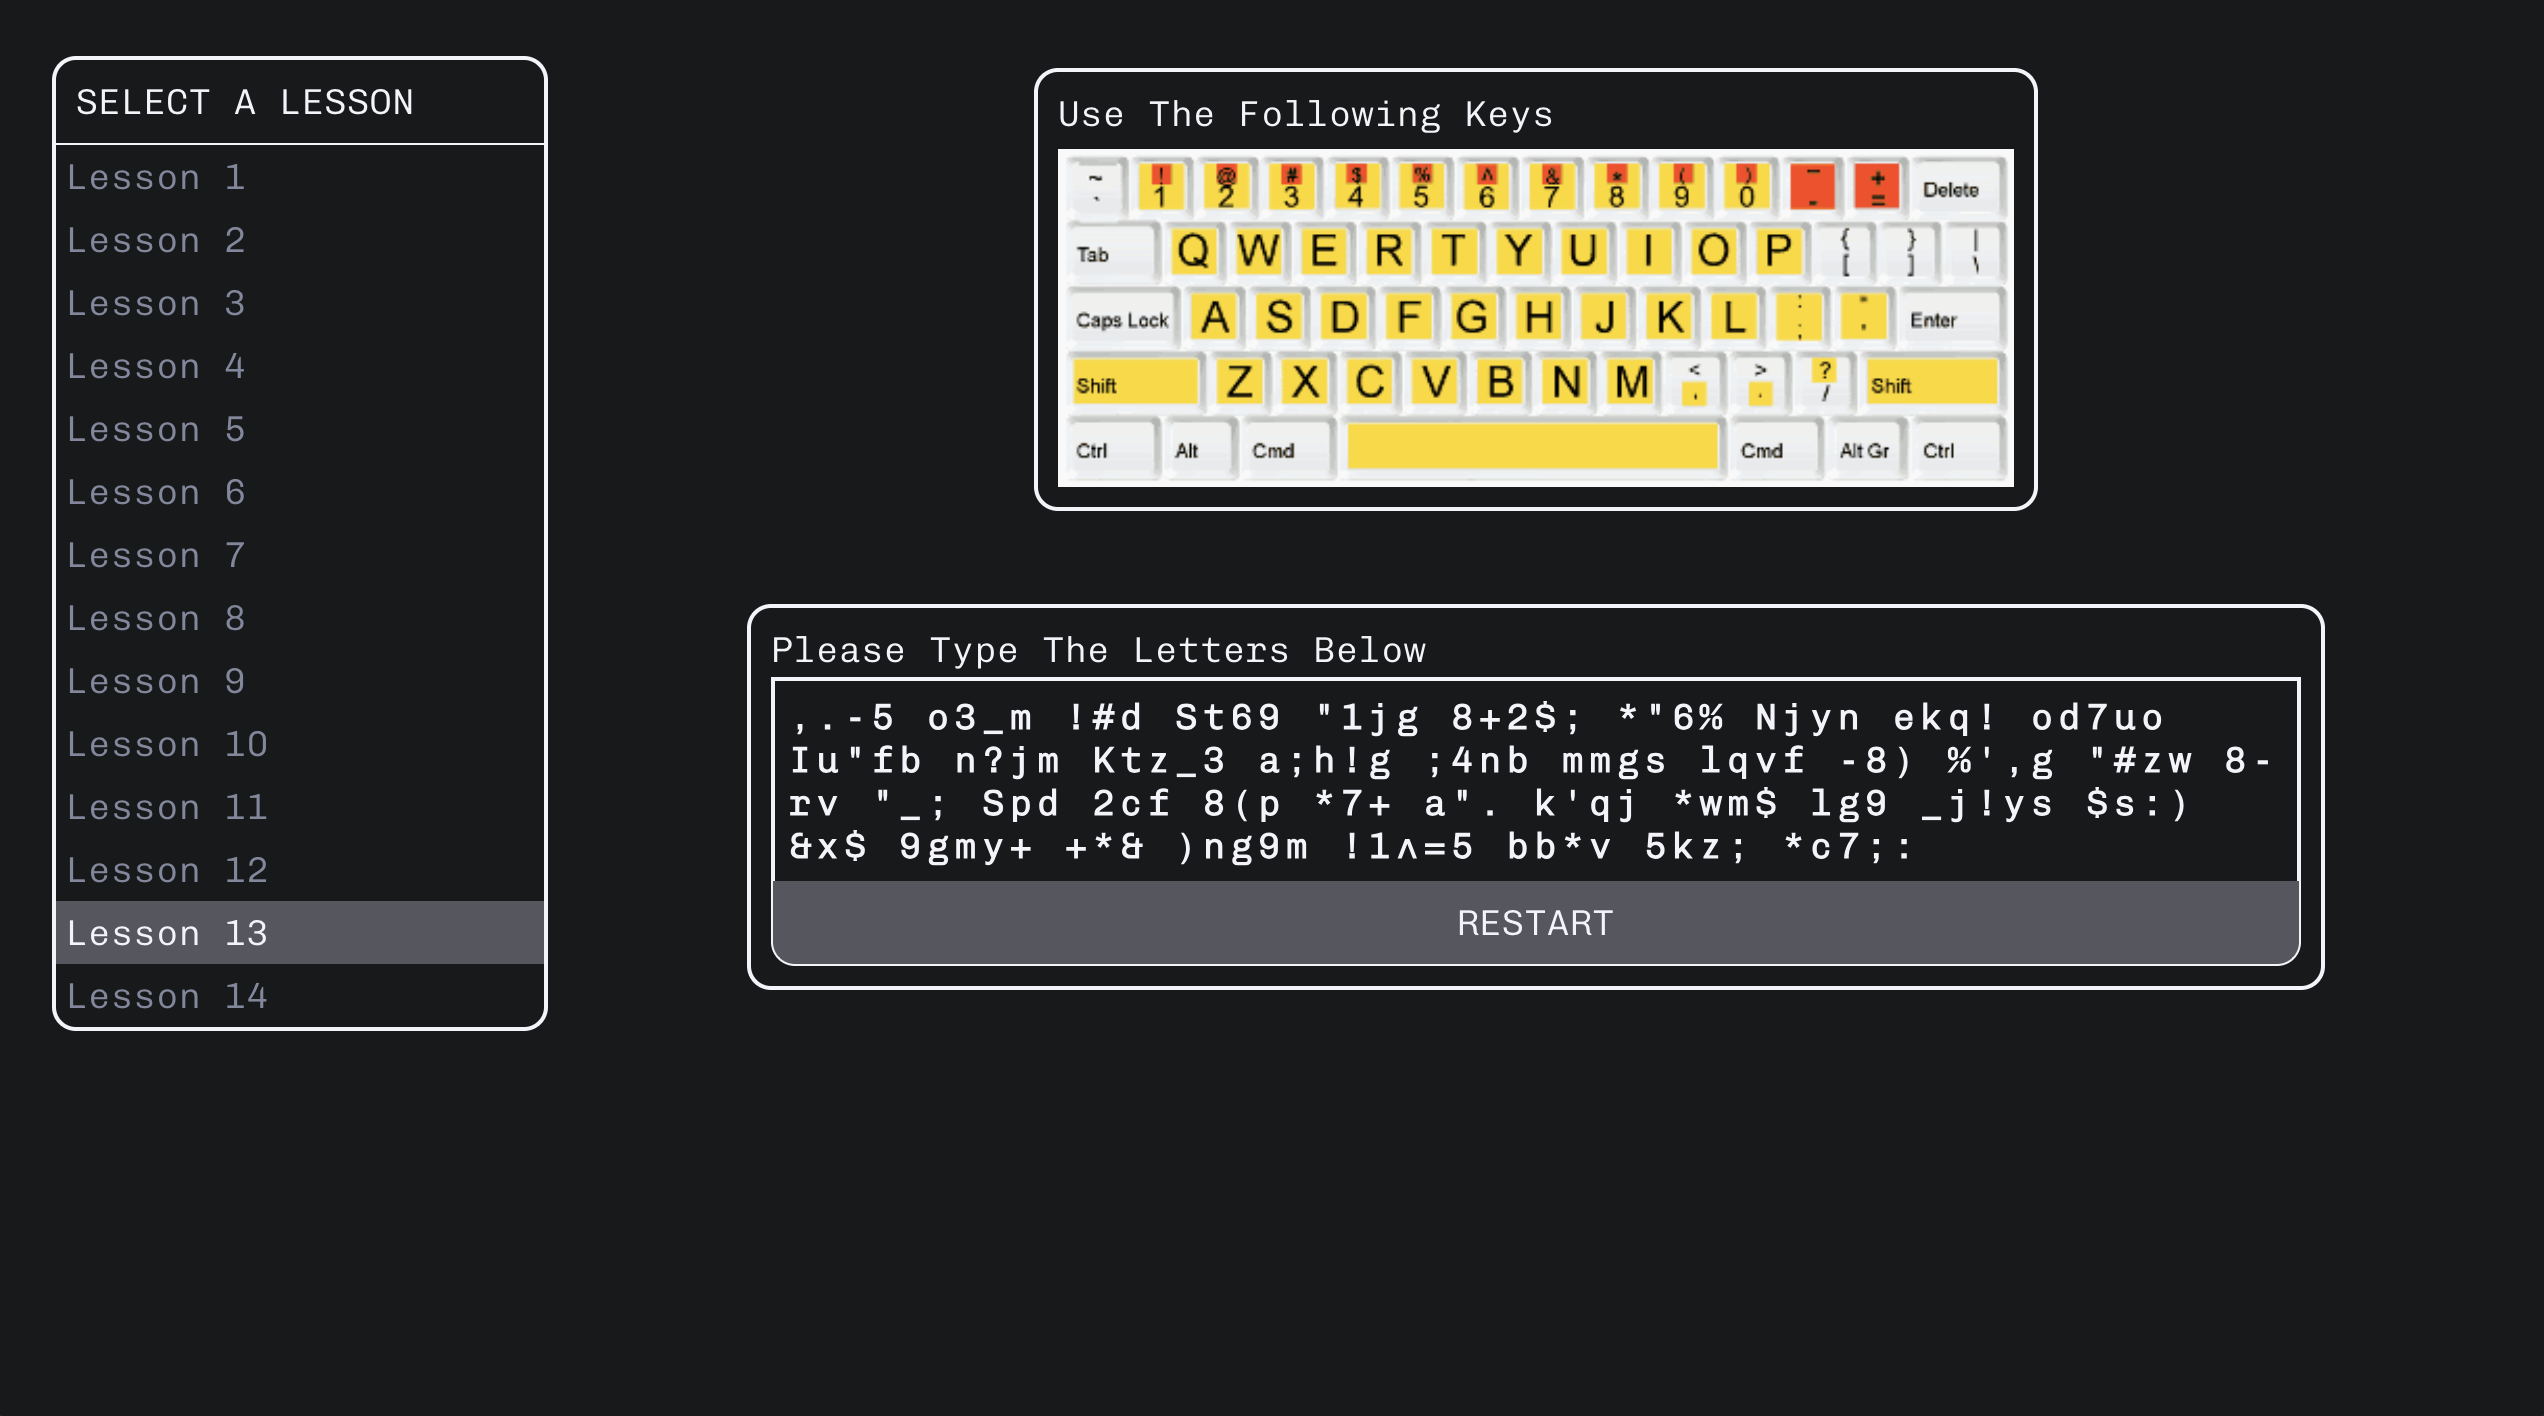 SELECT A LESSON
Lesson 1
Lesson 2
Lesson 3
Lesson 4
Lesson 5
Lesson 6
Lesson 7
Lesson 8
Lesson 9
Lesson 10
Lesson 11
Lesson 12
Lesson 13
Lesson 14
Use The Following Keys
~ ! @ # $ % ^ & * ( ) _ +
` 1 2 3 4 5 6 7 8 9 0 - = Delete
Tab Q W E R T Y U I O P { [ } ] | \
Caps Lock A S D F G H J K L : ; " ' Enter
Shift Z X C V B N M < , > . ? / Shift
Ctrl Alt Cmd Cmd Alt Gr Ctrl
Please Type The Letters Below
,.-5 o3_m !#d St69 "1jg 8+2$; *"6% Njyn ekq! od7uo
Iu"fb n?jm Ktz_3 a;h!g ;4nb mmgs lqvf -8) %',g "#zw 8-
rv "_; Spd 2cf 8(p *7+ a". k'qj *wm$ lg9 _j!ys $s:)
&x$ 9gmy+ +*& )ng9m !1^=5 bb*v 5kz; *c7;:
RESTART